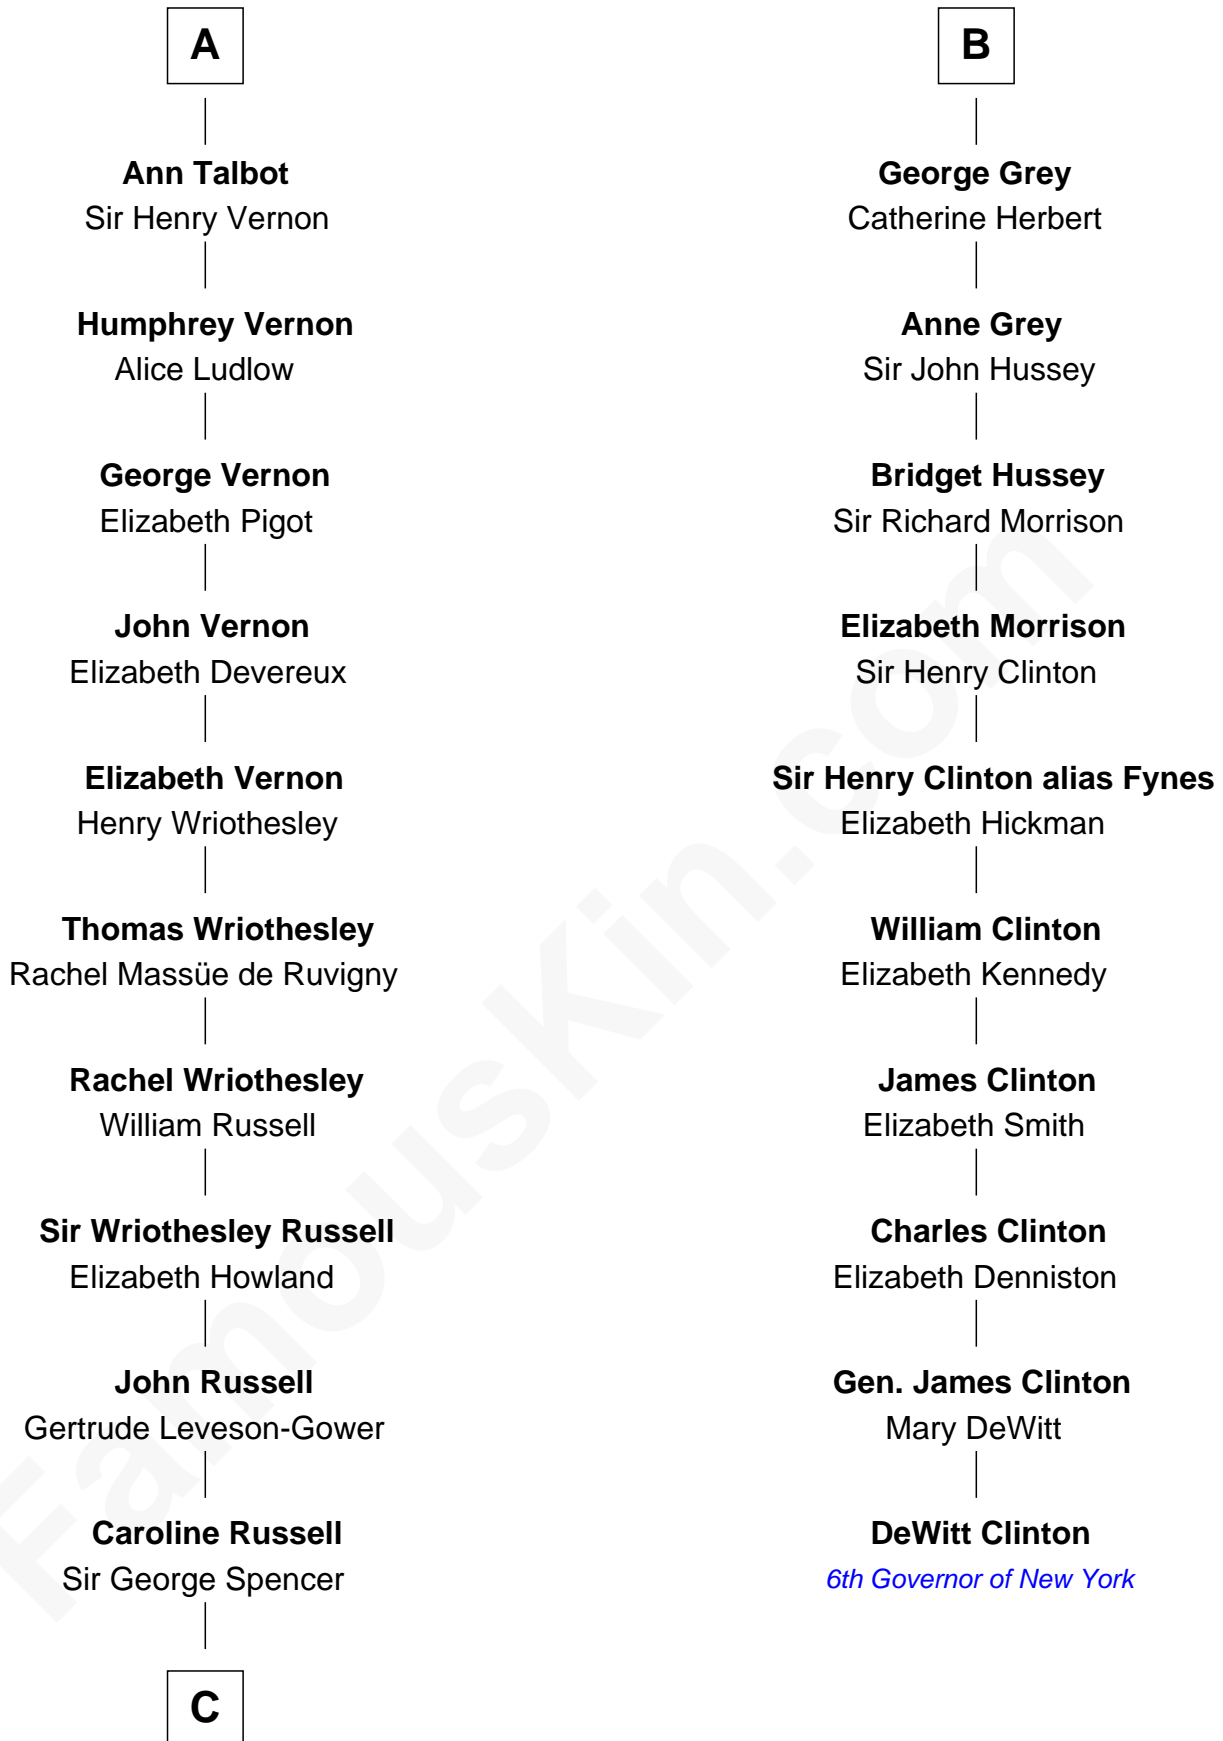 A
Ann Talbot
Sir Henry Vernon
Humphrey Vernon
Alice Ludlow
George Vernon
Elizabeth Pigot
John Vernon
Elizabeth Devereux
Elizabeth Vernon
Henry Wriothesley
Thomas Wriothesley
Rachel Massüe de Ruvigny
Rachel Wriothesley
William Russell
Sir Wriothesley Russell
Elizabeth Howland
John Russell
Gertrude Leveson-Gower
Caroline Russell
Sir George Spencer
C
B
George Grey
Catherine Herbert
Anne Grey
Sir John Hussey
Bridget Hussey
Sir Richard Morrison
Elizabeth Morrison
Sir Henry Clinton
Sir Henry Clinton alias Fynes
Elizabeth Hickman
William Clinton
Elizabeth Kennedy
James Clinton
Elizabeth Smith
Charles Clinton
Elizabeth Denniston
Gen. James Clinton
Mary DeWitt
DeWitt Clinton
6th Governor of New York
FamousKin.com